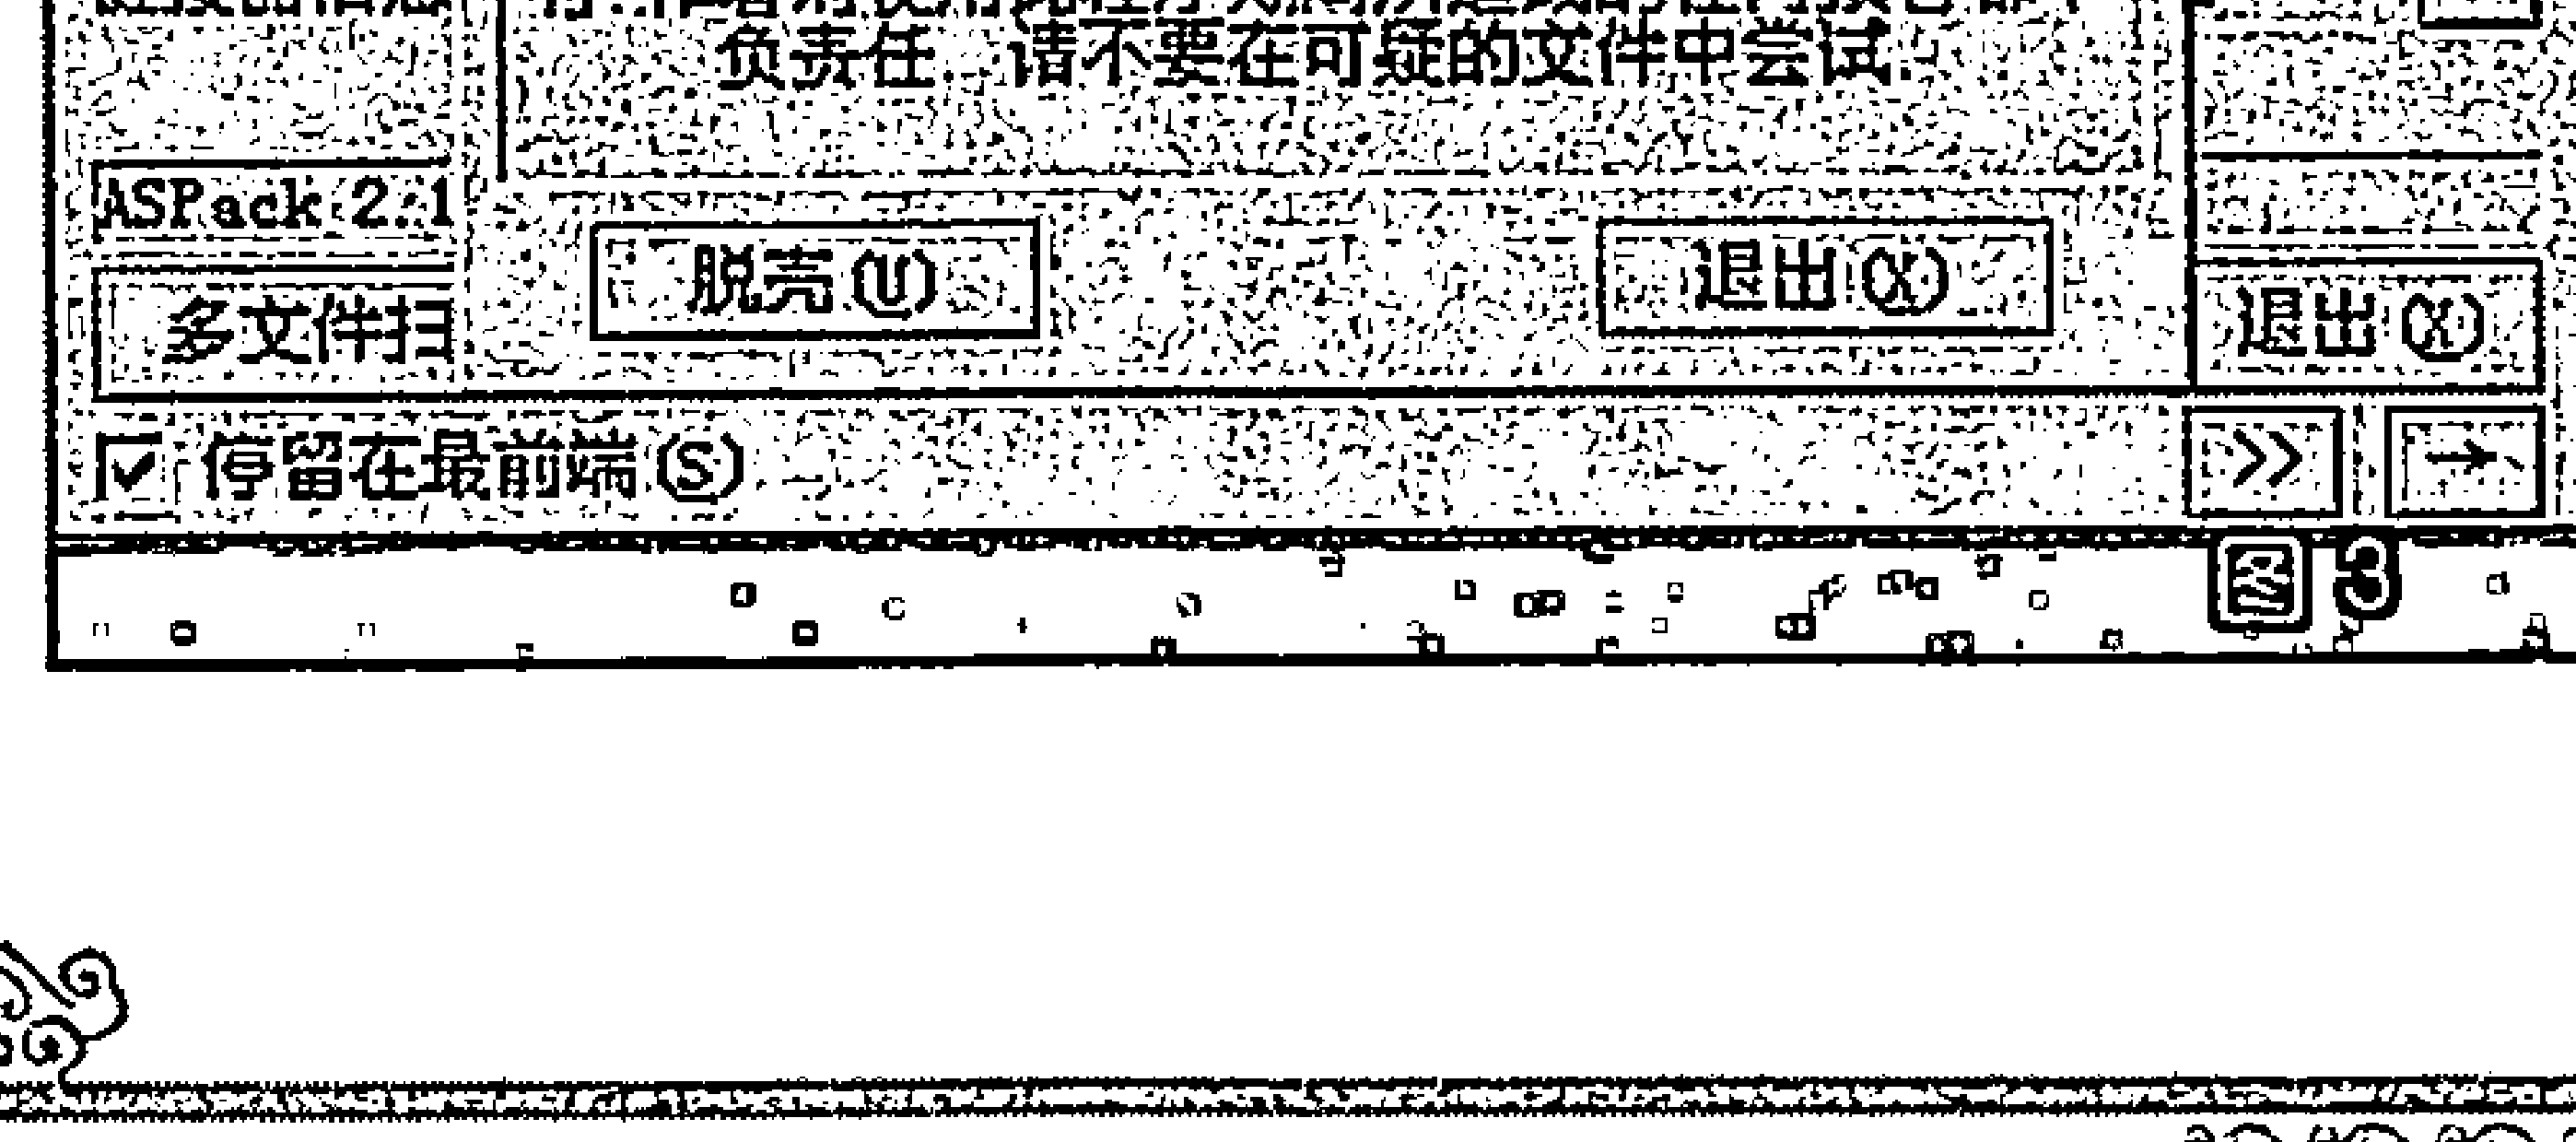 负责任 请不要在可疑的文件中尝试
ASPack 2.1
脱壳(U) 退出(X)
多文件扫 退出(X)
停留在最前端(S) >> →
图3